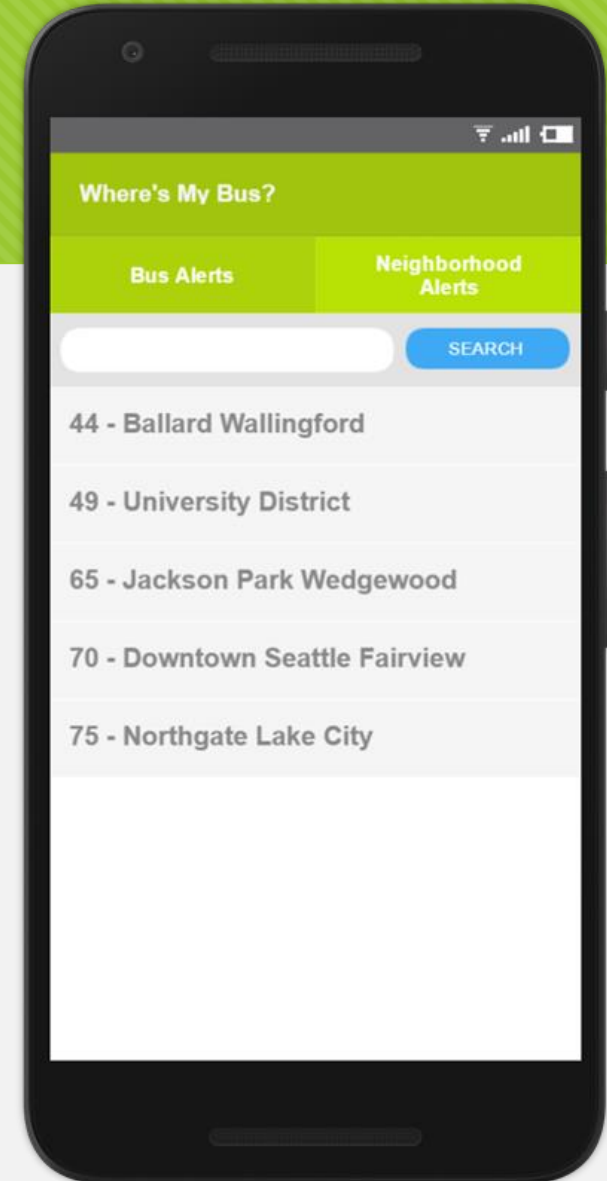 Where's My Bus?
Bus Alerts
Neighborhood
Alerts
SEARCH
44 - Ballard Wallingford
49 - University District
65 - Jackson Park Wedgewood
70 - Downtown Seattle Fairview
75 - Northgate Lake City